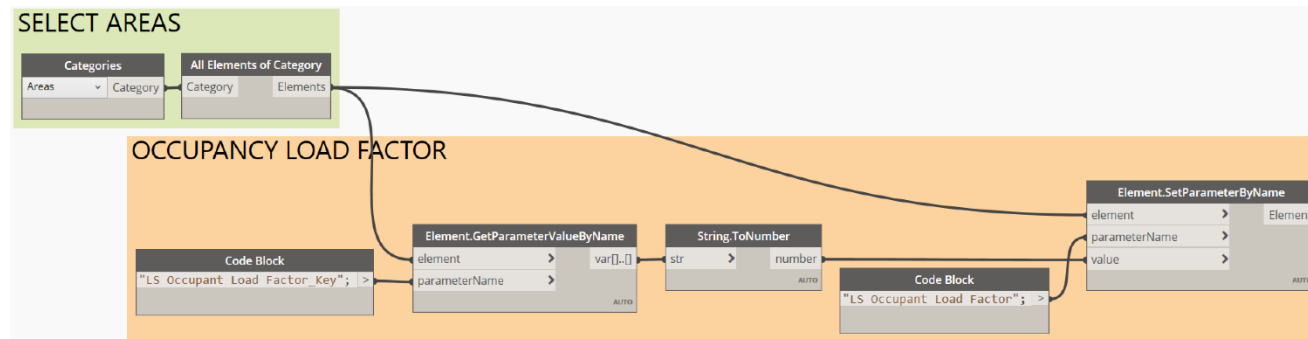 SELECT AREAS
Categories
Areas Category
All Elements of Category
Category Elements
OCCUPANCY LOAD FACTOR
Code Block
"LS Occupant Load Factor_Key"; >
Element.GetParameterValueByName
element > var[]..[]
parameterName >
AUTO
String.ToNumber
str > number
AUTO
Code Block
"LS Occupant Load Factor"; >
Element.SetParameterByName
element > Elemen
parameterName >
value >
AUTO